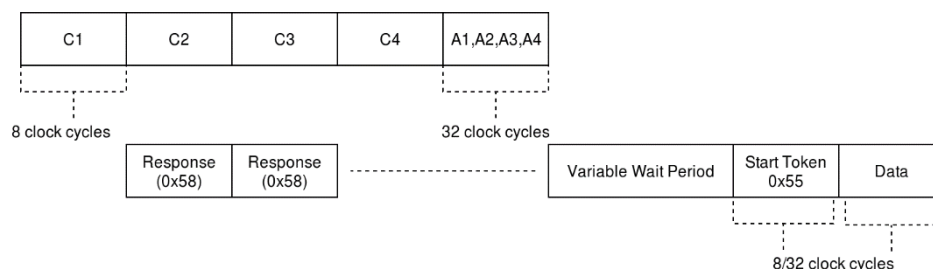 C1 C2 C3 C4 A1,A2,A3,A4
8 clock cycles 32 clock cycles
Response
(0x58)
Response
(0x58)
Variable Wait Period
Start Token
0x55
Data
8/32 clock cycles